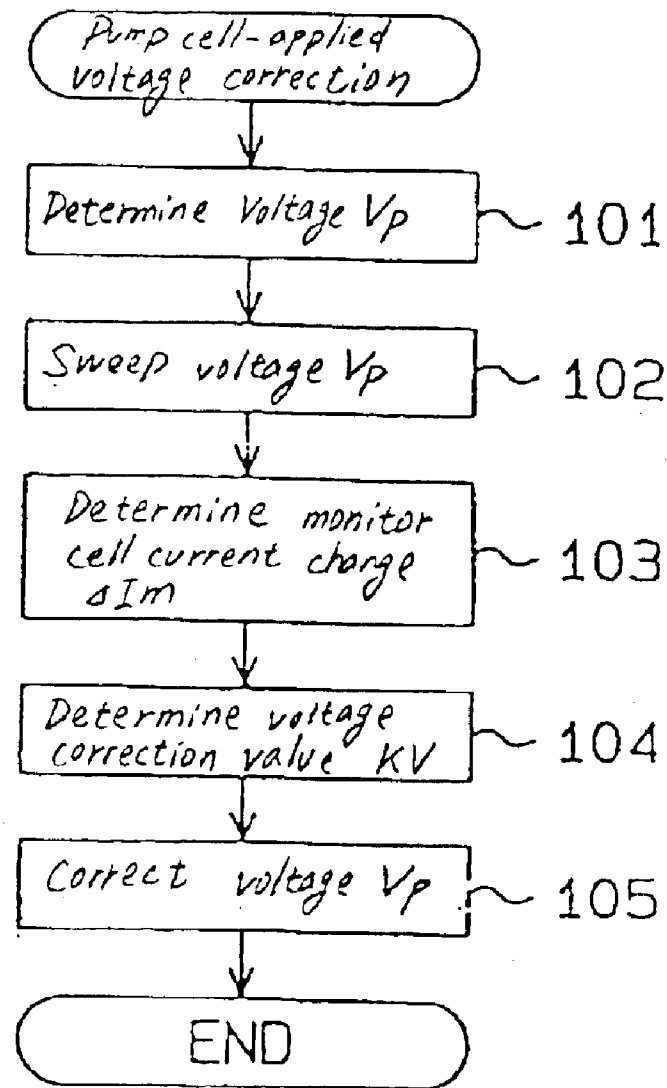 Pump cell-applied
voltage correction
Determine Voltage Vp
101
Sweep voltage Vp
102
Determine monitor
cell current change
ΔIm
103
Determine voltage
correction value KV
104
Correct voltage Vp
105
END